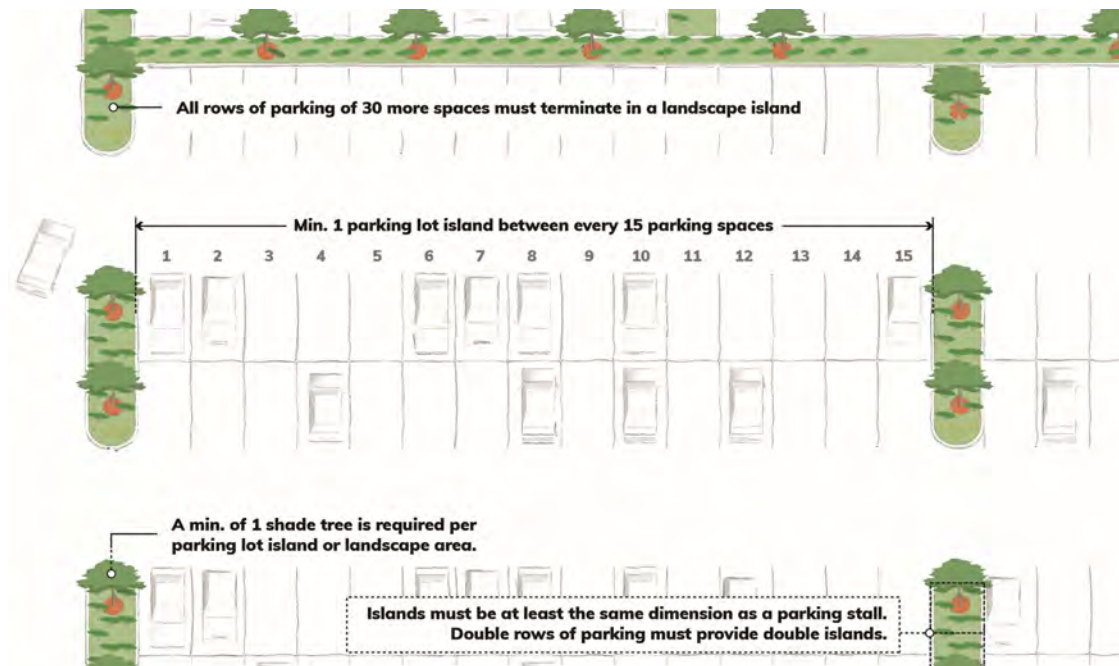 All rows of parking of 30 more spaces must terminate in a landscape island
Min. 1 parking lot island between every 15 parking spaces
1 2 3 4 5 6 7 8 9 10 11 12 13 14 15
A min. of 1 shade tree is required per
parking lot island or landscape area.
Islands must be at least the same dimension as a parking stall.
Double rows of parking must provide double islands.